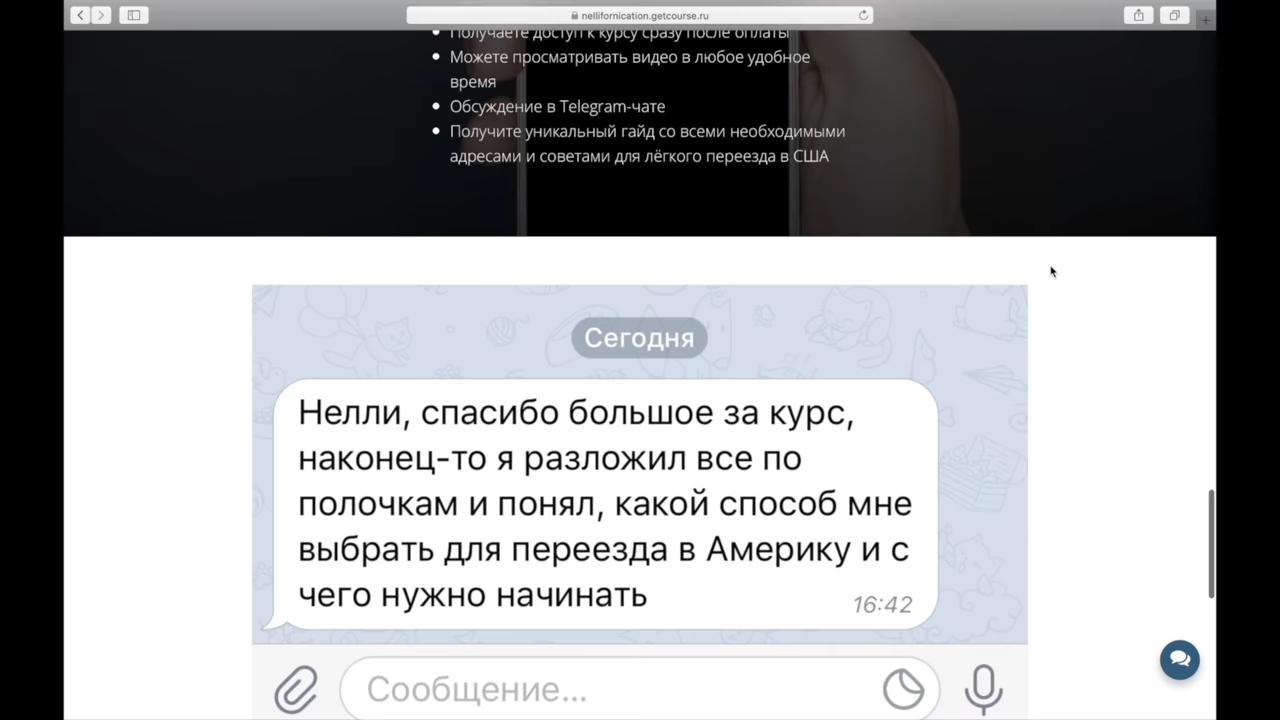 nellifornication.getcourse.ru
Получаете доступ к курсу сразу после оплаты
Можете просматривать видео в любое удобное
время
Обсуждение в Telegram-чате
Получите уникальный гайд со всеми необходимыми
адресами и советами для лёгкого переезда в США
Сегодня
Нелли, спасибо большое за курс,
наконец-то я разложил все по
полочкам и понял, какой способ мне
выбрать для переезда в Америку и с
чего нужно начинать
16:42
Сообщение...